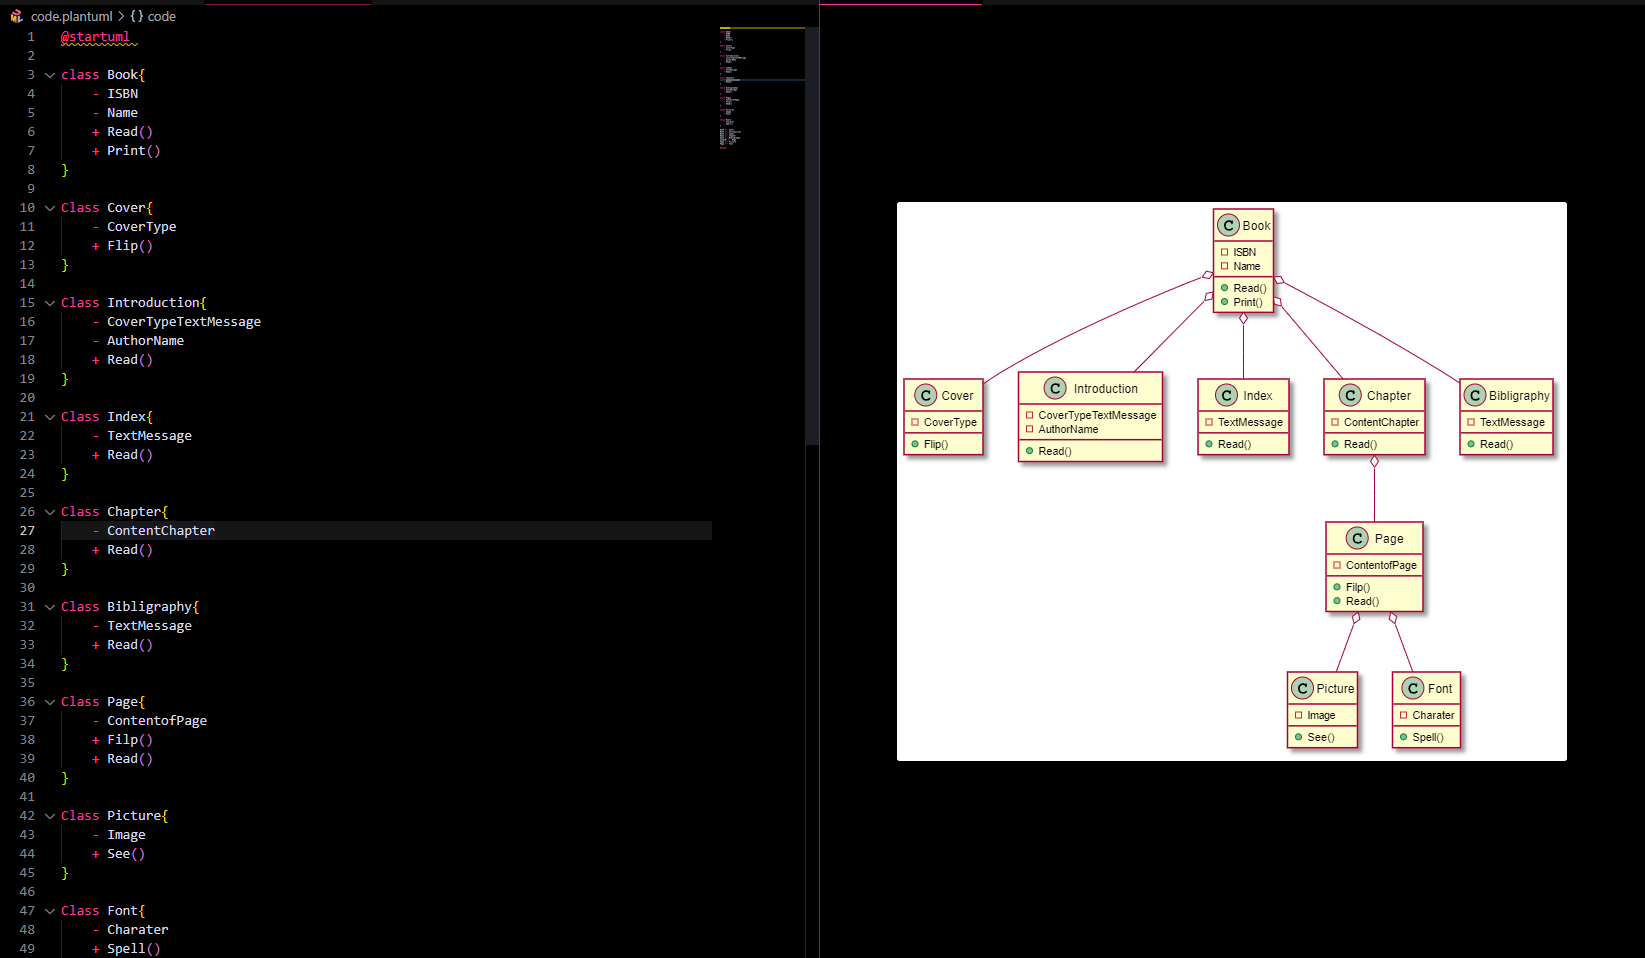 code.plantuml > {} code
1 @startuml
2
3 class Book{
4 - ISBN
5 - Name
6 + Read()
7 + Print()
8 }
9
10 Class Cover{
11 - CoverType
12 + Flip()
13 }
14
15 Class Introduction{
16 - CoverTypeTextMessage
17 - AuthorName
18 + Read()
19 }
20
21 Class Index{
22 - TextMessage
23 + Read()
24 }
25
26 Class Chapter{
27 - ContentChapter
28 + Read()
29 }
30
31 Class Bibligraphy{
32 - TextMessage
33 + Read()
34 }
35
36 Class Page{
37 - ContentofPage
38 + Filp()
39 + Read()
40 }
41
42 Class Picture{
43 - Image
44 + See()
45 }
46
47 Class Font{
48 - Charater
49 + Spell()
C Book
ISBN
Name
Read()
Print()
C Cover
CoverType
Flip()
C Introduction
CoverTypeTextMessage
AuthorName
Read()
C Index
TextMessage
Read()
C Chapter
ContentChapter
Read()
C Bibligraphy
TextMessage
Read()
C Page
ContentofPage
Filp()
Read()
C Picture
Image
See()
C Font
Charater
Spell()